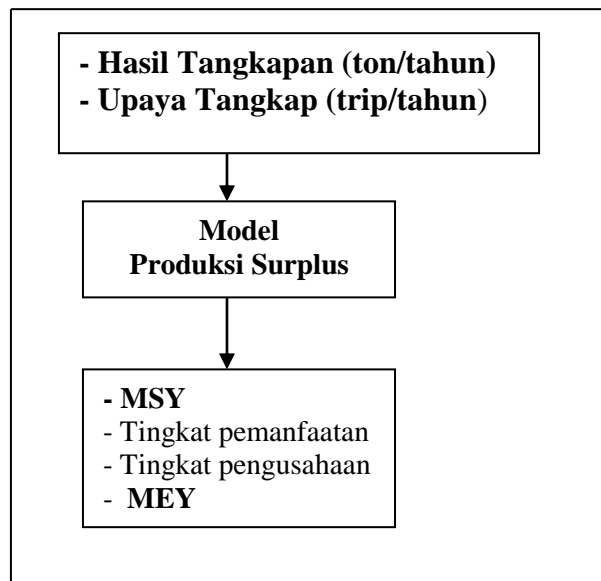 - Hasil Tangkapan (ton/tahun)
- Upaya Tangkap (trip/tahun)
Model
Produksi Surplus
- MSY
- Tingkat pemanfaatan
- Tingkat pengusahaan
- MEY